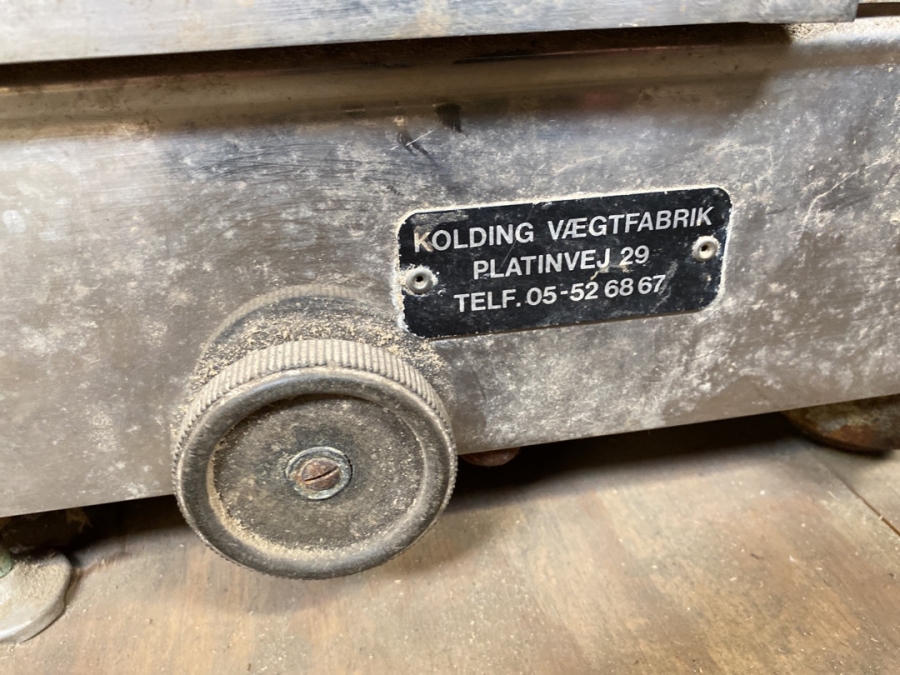 KOLDING VÆGTFABRIK
PLATINVEJ 29
TELF. 05-52 68 67